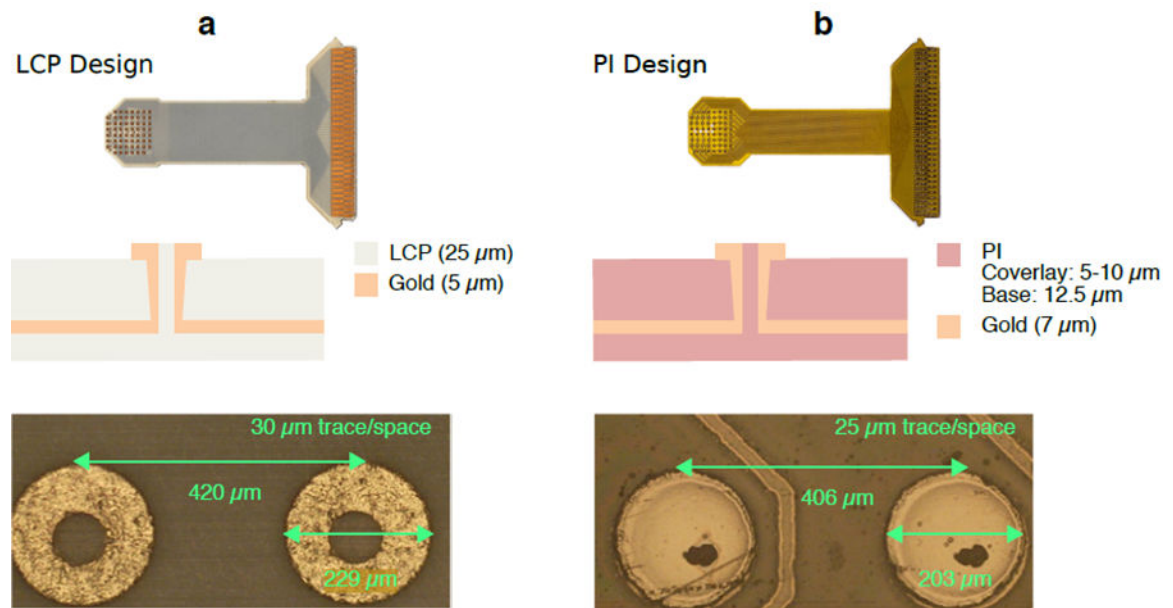 a
LCP Design
LCP (25 µm)
Gold (5 µm)
30 µm trace/space
420 µm
229 µm
b
PI Design
PI
Coverlay: 5-10 µm
Base: 12.5 µm
Gold (7 µm)
25 µm trace/space
406 µm
203 µm